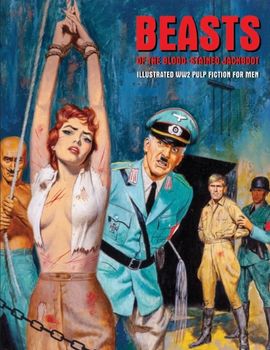 BEASTS
OF THE BLOOD-STAINED JACKBOOT
ILLUSTRATED WW2 PULP FICTION FOR MEN